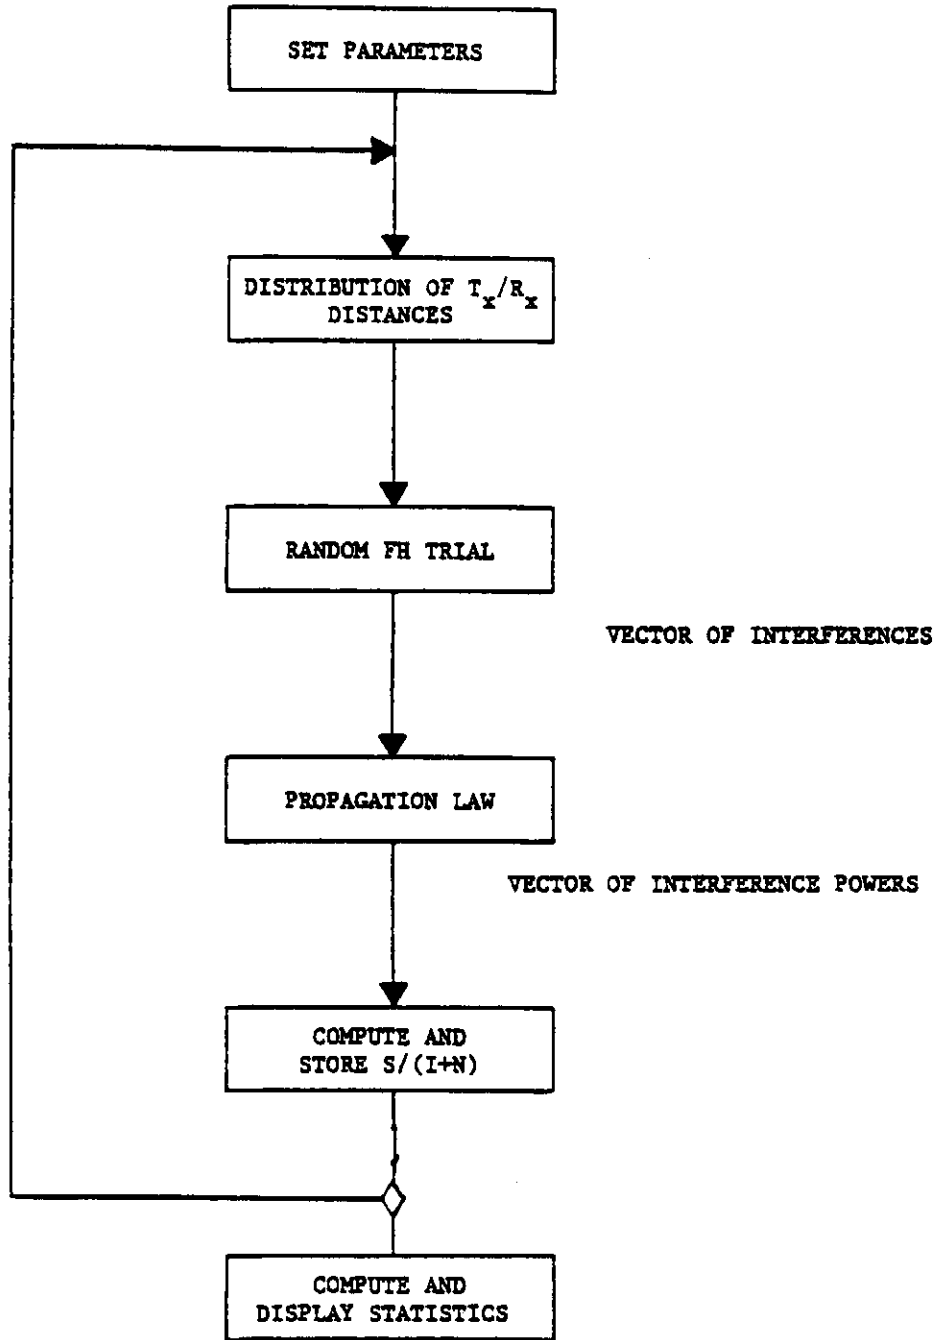 SET PARAMETERS
DISTRIBUTION OF Tx/Rx
DISTANCES
RANDOM FH TRIAL
VECTOR OF INTERFERENCES
PROPAGATION LAW
VECTOR OF INTERFERENCE POWERS
COMPUTE AND
STORE S/(I+N)
COMPUTE AND
DISPLAY STATISTICS